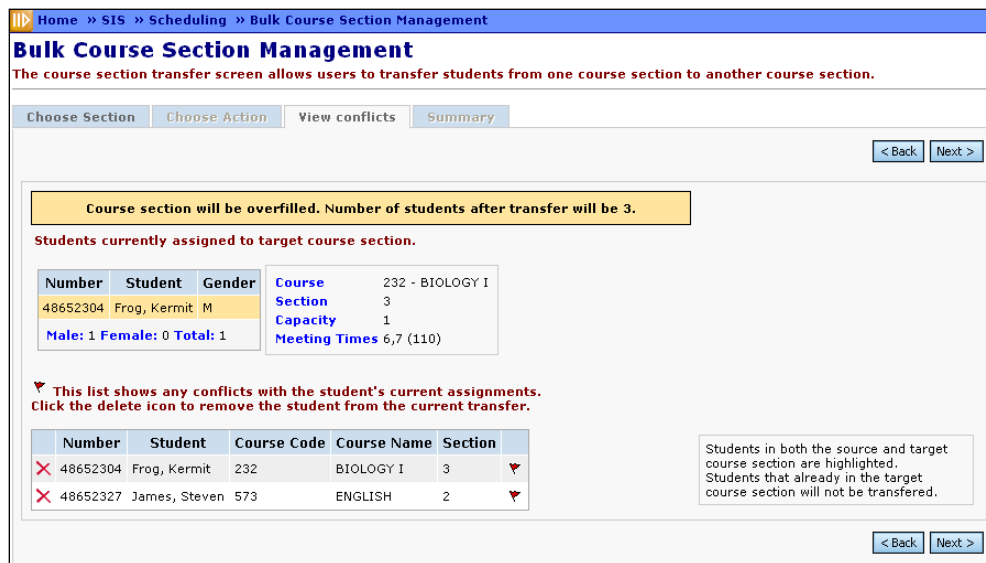 Home » SIS » Scheduling » Bulk Course Section Management
Bulk Course Section Management
The course section transfer screen allows users to transfer students from one course section to another course section.
Choose Section Choose Action View conflicts Summary
< Back Next >
Course section will be overfilled. Number of students after transfer will be 3.
Students currently assigned to target course section.
Number Student Gender
48652304 Frog, Kermit M
Male: 1 Female: 0 Total: 1
Course 232 - BIOLOGY I
Section 3
Capacity 1
Meeting Times 6,7 (110)
This list shows any conflicts with the student's current assignments.
Click the delete icon to remove the student from the current transfer.
Number Student Course Code Course Name Section
48652304 Frog, Kermit 232 BIOLOGY I 3
48652327 James, Steven 573 ENGLISH 2
Students in both the source and target
course section are highlighted.
Students that already in the target
course section will not be transfered.
< Back Next >